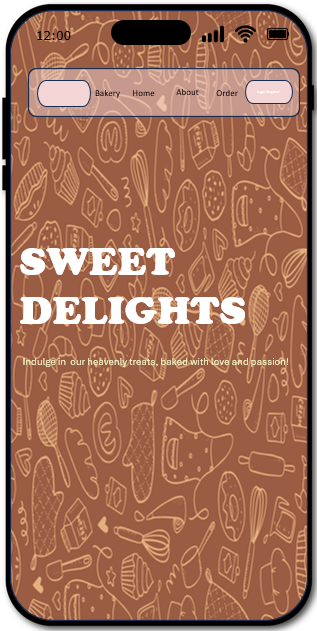 12:00
Bakery Home About Order
SWEET
DELIGHTS
Indulge in our heavenly treats, baked with love and passion!